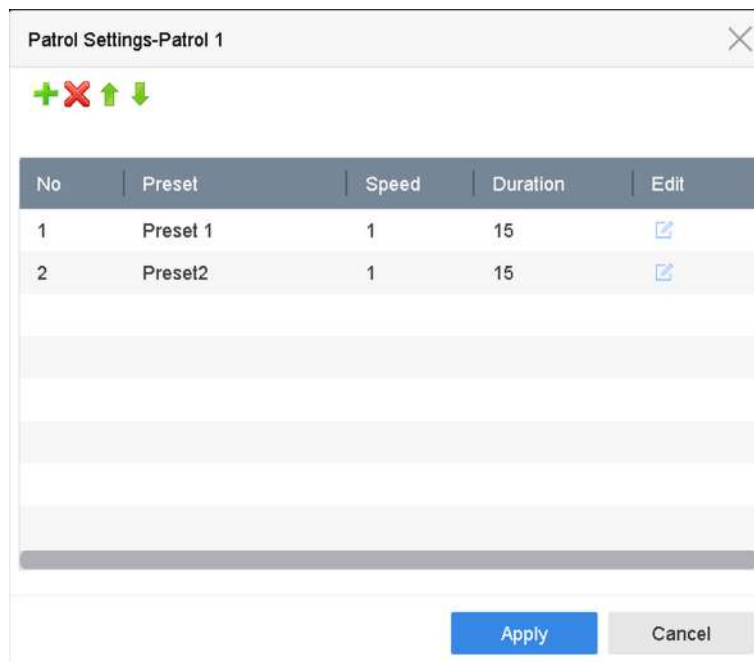 Patrol Settings-Patrol 1
No Preset Speed Duration Edit
1 Preset 1 1 15
2 Preset2 1 15
Apply Cancel